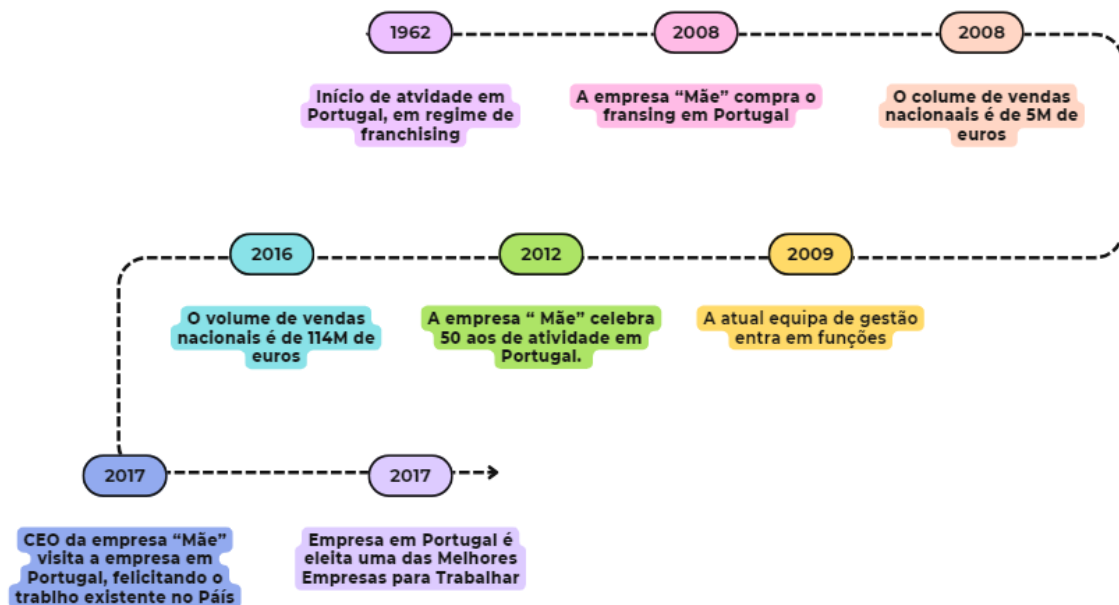 1962
2008
2008
Início de atvidade em
Portugal, em regime de
franchising
A empresa “Mãe” compra o
fransing em Portugal
O colume de vendas
nacionaais é de 5M de
euros
2009
A atual equipa de gestão
entra em funções
2012
A empresa “ Mãe” celebra
50 aos de atividade em
Portugal.
2016
O volume de vendas
nacionais é de 114M de
euros
2017
CEO da empresa “Mãe”
visita a empresa em
Portugal, felicitando o
trablho existente no Páís
2017
Empresa em Portugal é
eleita uma das Melhores
Empresas para Trabalhar